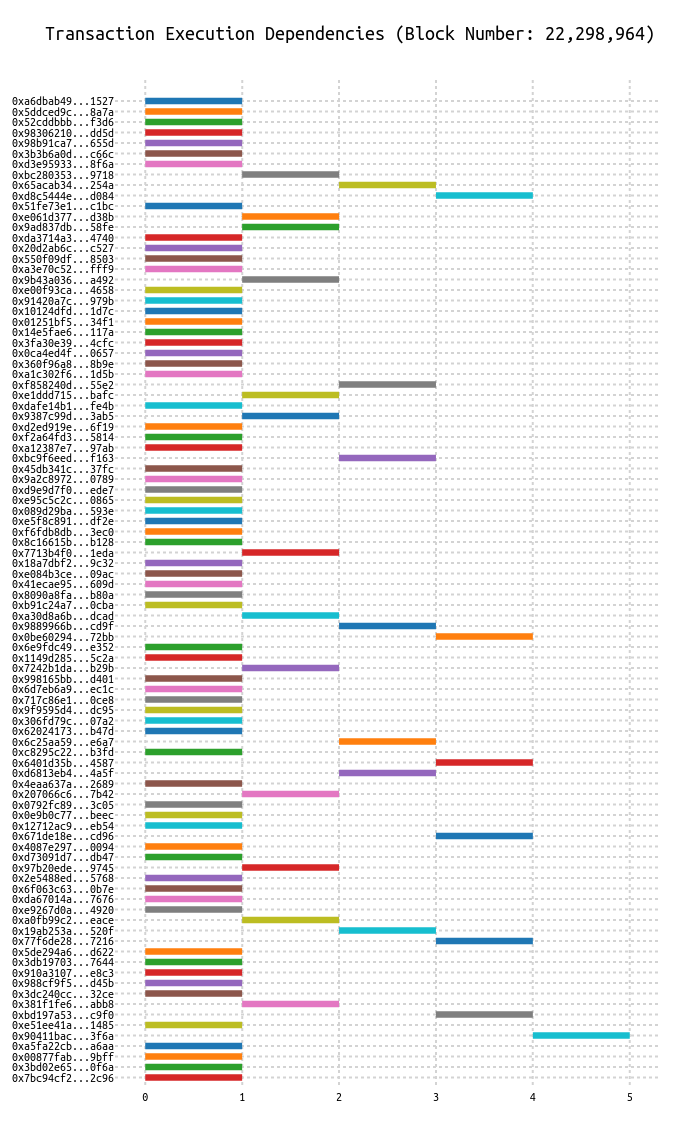 Transaction Execution Dependencies (Block Number: 22,298,964)
0xa6dbab49...1527
0x5ddced9c...8a7a
0x52cddbbb...f3d6
0x98306210...dd5d
0x98b91ca7...655d
0x3b3b6a0d...c66c
0xd3e95933...8f6a
0xbc280353...9718
0x65acab34...254a
0xd8c5444e...d084
0x51fe73e1...c1bc
0xe061d377...d38b
0x9ad837db...58fe
0xda3714a3...4740
0x20d2ab6c...c527
0x550f09df...8503
0xa3e70c52...fff9
0x9b43a036...a492
0xe00f93ca...4658
0x91420a7c...979b
0x10124dfd...1d7c
0x01251bf5...34f1
0x14e5fae6...117a
0x3fa30e39...4cfc
0x0ca4ed4f...0657
0x360f96a8...8b9e
0xa1c302f6...1d5b
0xf858240d...55e2
0xe1ddd715...bafc
0xdafe14b1...fe4b
0x9387c99d...3ab5
0xd2ed919e...6f19
0xf2a64fd3...5814
0xa12387e7...97ab
0xbc9f6eed...f163
0x45db341c...37fc
0x9a2c8972...0789
0xd9e9d7f0...ede7
0xe95c5c2c...0865
0x089d29ba...593e
0xe5f8c891...df2e
0xf6fdb8db...3ec0
0x8c16615b...b128
0x7713b4f0...1eda
0x18a7dbf2...9c32
0xe084b3ce...09ac
0x41ecae95...609d
0x8090a8fa...b80a
0xb91c24a7...0cba
0xa30d8a6b...dcad
0x9889966b...cd9f
0x0be60294...72bb
0x6e9fdc49...e352
0x1149d285...5c2a
0x7242b1da...b29b
0x998165bb...d401
0x6d7eb6a9...ec1c
0x717c86e1...0ce8
0x9f9595d4...dc95
0x306fd79c...07a2
0x62024173...b47d
0x6c25aa59...e6a7
0xc8295c22...b3fd
0x6401d35b...4587
0xd6813eb4...4a5f
0x4eaa637a...2689
0x207066c6...7b42
0x0792fc89...3c05
0x0e9b0c77...beec
0x12712ac9...eb54
0x671de18e...cd96
0x4087e297...0094
0xd73091d7...db47
0x97b20ede...9745
0x2e5488ed...5768
0x6f063c63...0b7e
0xda67014a...7676
0xe9267d0a...4920
0xa0fb99c2...eace
0x19ab253a...520f
0x77f6de28...7216
0x5de294a6...d622
0x3db19703...7644
0x910a3107...e8c3
0x988cf9f5...d45b
0x3dc240cc...32ce
0x381f1fe6...abb8
0xbd197a53...c9f0
0xe51ee41a...1485
0x90411bac...3f6a
0xa5fa22cb...a6aa
0x00877fab...9bff
0x3bd02e65...0f6a
0x7bc94cf2...2c96
0 1 2 3 4 5